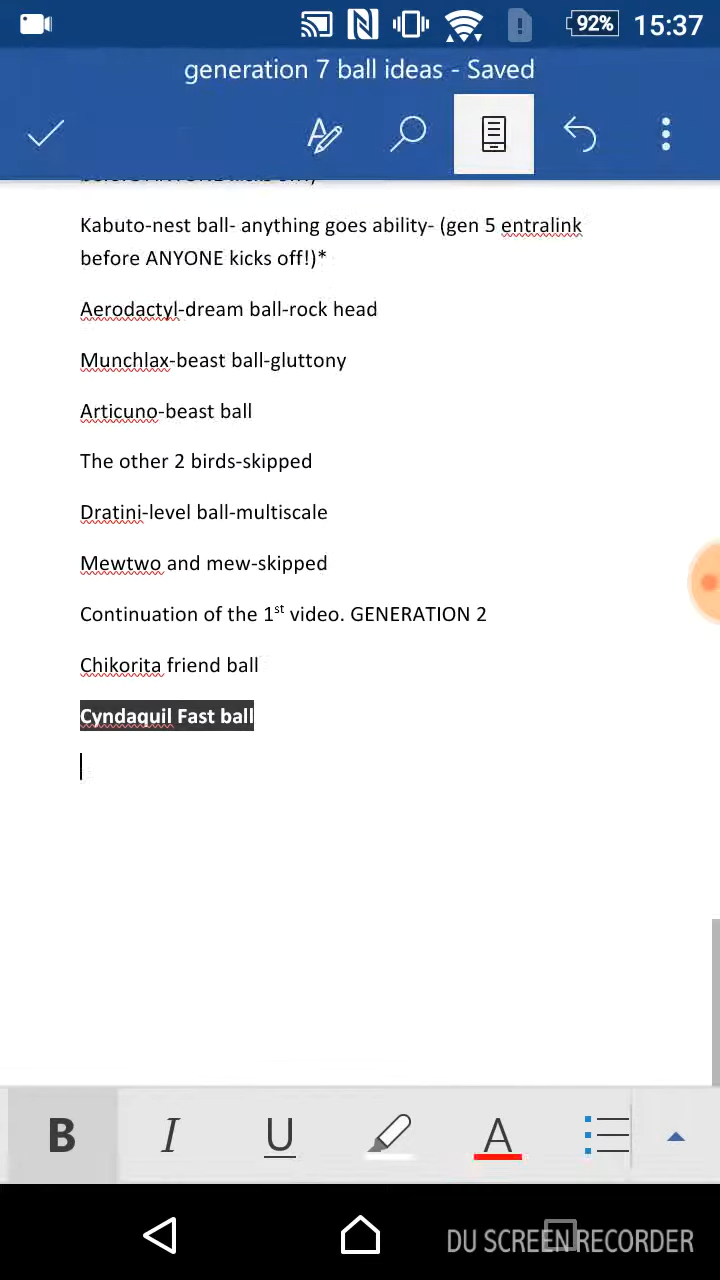 92% 15:37
generation 7 ball ideas - Saved
Kabuto-nest ball- anything goes ability- (gen 5 entralink
before ANYONE kicks off!)*
Aerodactyl-dream ball-rock head
Munchlax-beast ball-gluttony
Articuno-beast ball
The other 2 birds-skipped
Dratini-level ball-multiscale
Mewtwo and mew-skipped
Continuation of the 1st video. GENERATION 2
Chikorita friend ball
Cyndaquil Fast ball
B I U A
DU SCREEN RECORDER